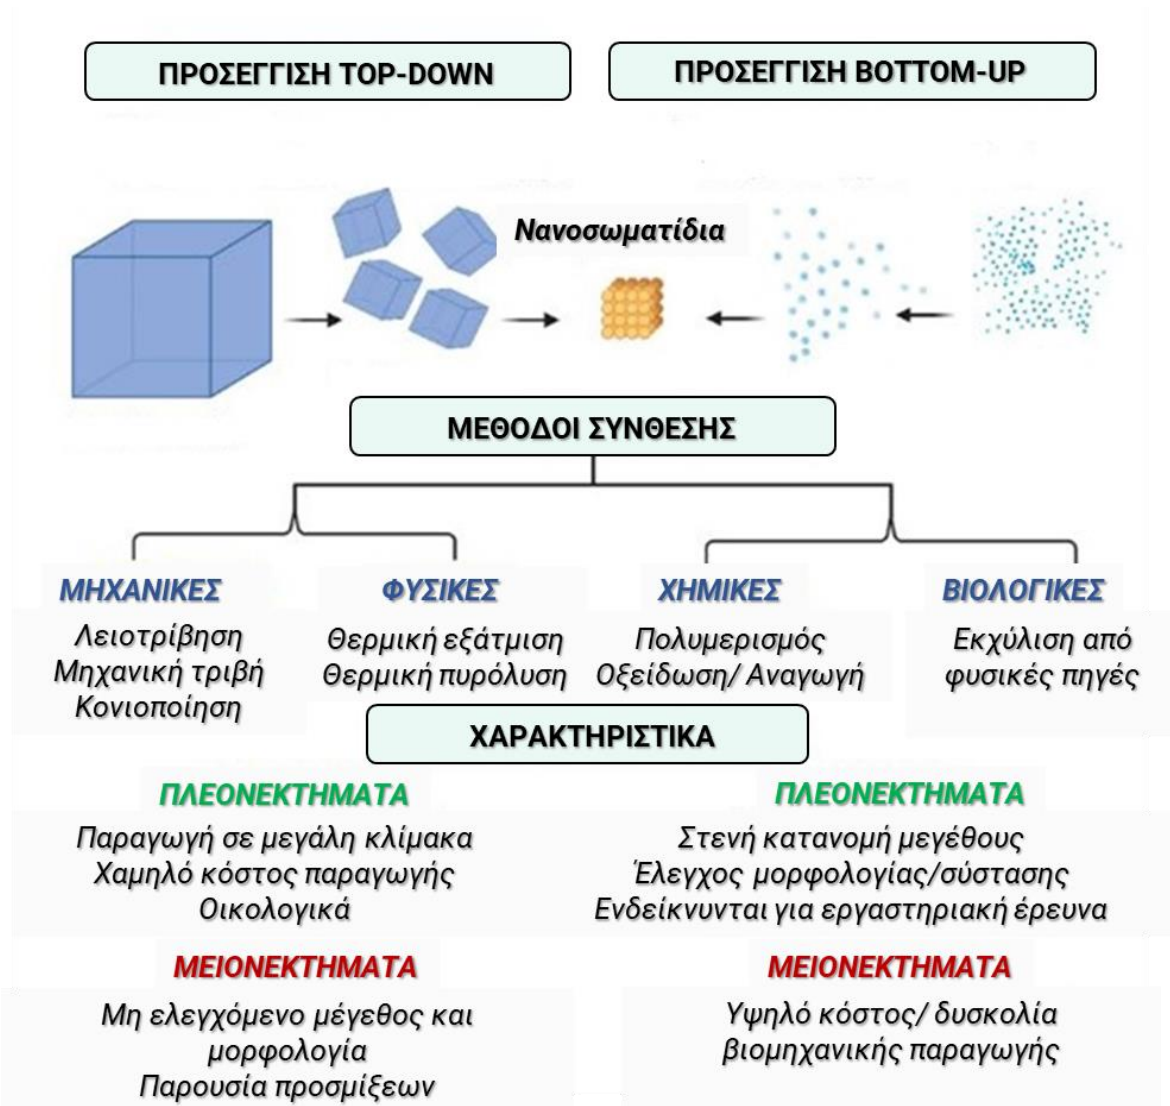 ΠΡΟΣΕΓΓΙΣΗ TOP-DOWN
ΠΡΟΣΕΓΓΙΣΗ BOTTOM-UP
Νανοσωματίδια
ΜΕΘΟΔΟΙ ΣΥΝΘΕΣΗΣ
ΜΗΧΑΝΙΚΕΣ
Λειοτρίβηση
Μηχανική τριβή
Κονιοποίηση
ΦΥΣΙΚΕΣ
Θερμική εξάτμιση
Θερμική πυρόλυση
ΧΗΜΙΚΕΣ
Πολυμερισμός
Οξείδωση/ Αναγωγή
ΒΙΟΛΟΓΙΚΕΣ
Εκχύλιση από
φυσικές πηγές
ΧΑΡΑΚΤΗΡΙΣΤΙΚΑ
ΠΛΕΟΝΕΚΤΗΜΑΤΑ
Παραγωγή σε μεγάλη κλίμακα
Χαμηλό κόστος παραγωγής
Οικολογικά
ΜΕΙΟΝΕΚΤΗΜΑΤΑ
Μη ελεγχόμενο μέγεθος και
μορφολογία
Παρουσία προσμίξεων
ΠΛΕΟΝΕΚΤΗΜΑΤΑ
Στενή κατανομή μεγέθους
Έλεγχος μορφολογίας/σύστασης
Ενδείκνυνται για εργαστηριακή έρευνα
ΜΕΙΟΝΕΚΤΗΜΑΤΑ
Υψηλό κόστος/ δυσκολία
βιομηχανικής παραγωγής